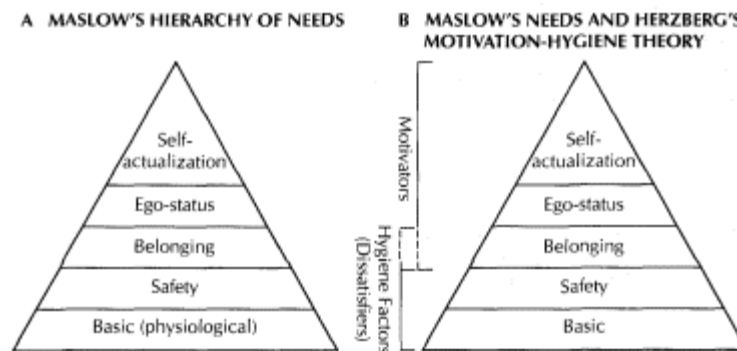 A MASLOW'S HIERARCHY OF NEEDS
Self-
actualization
Ego-status
Belonging
Safety
Basic (physiological)
B MASLOW'S NEEDS AND HERZBERG'S
MOTIVATION-HYGIENE THEORY
Motivators
Hygiene Factors
(Dissatisfiers)
Self-
actualization
Ego-status
Belonging
Safety
Basic